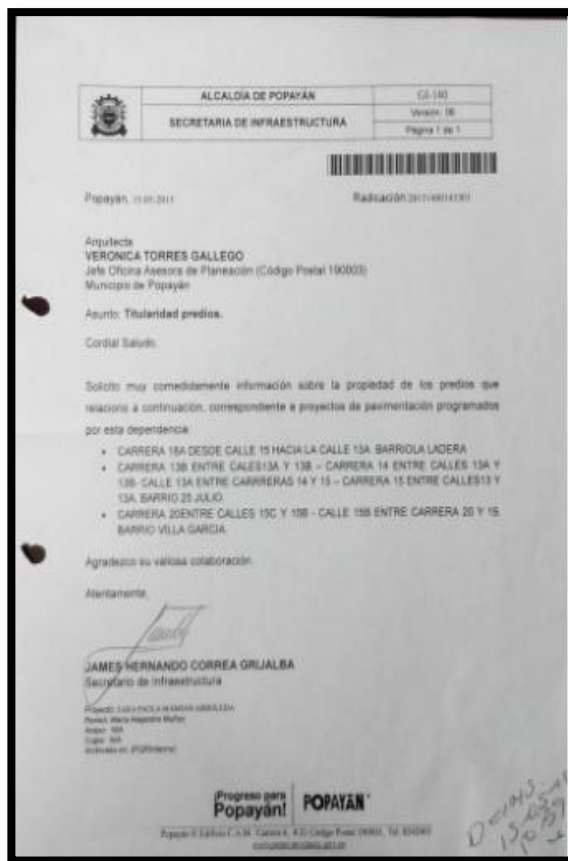 ALCALDÍA DE POPAYÁN
SECRETARIA DE INFRAESTRUCTURA
GI-140
Versión: 06
Página 1 de 1
Popayán,
Radicación
Arquitecta
VERONICA TORRES GALLEGO
Jefe Oficina Asesora de Planeación (Código Postal 190003)
Municipio de Popayán
Asunto: Titularidad predios.
Cordial Saludo.
Solicito muy comedidamente información sobre la propiedad de los predios que
relaciono a continuación, correspondiente a proyectos de pavimentación programados
por esta dependencia:
• CARRERA 18A DESDE CALLE 15 HACIA LA CALLE 13A. BARRIOLA LADERA
• CARRERA 13B ENTRE CALES13A Y 13B – CARRERA 14 ENTRE CALLES 13A Y
13B- CALLE 13A ENTRE CARRRERAS 14 Y 15 – CARRERA 15 ENTRE CALLES13 Y
13A. BARRIO 25 JULIO.
• CARRERA 20ENTRE CALLES 15C Y 15B - CALLE 15B ENTRE CARRERA 20 Y 19.
BARRIO VILLA GARCIA.
Agradezco su valiosa colaboración.
Atentamente,
JAMES HERNANDO CORREA GRIJALBA
Secretario de Infraestructura
¡Progreso para
Popayán!
POPAYÁN